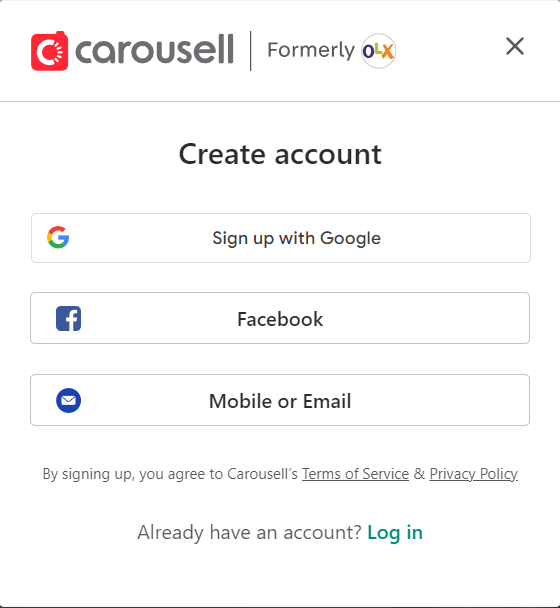 carousell | Formerly OLX
Create account
Sign up with Google
Facebook
Mobile or Email
By signing up, you agree to Carousell's Terms of Service & Privacy Policy
Already have an account? Log in